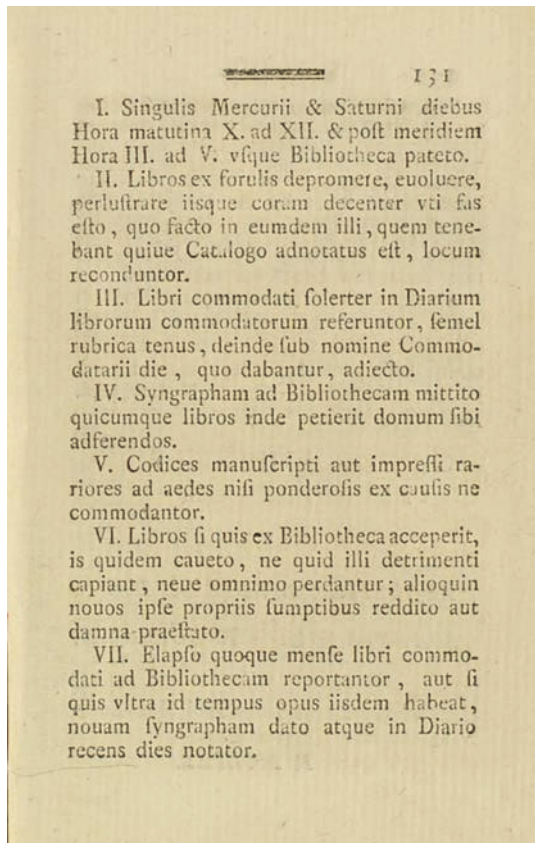 131
I. Singulis Mercurii & Saturni diebus
Hora matutina X. ad XII. & poſt meridiem
Hora III. ad V. vſque Bibliotheca pateto.
II. Libros ex forulis depromere, euoluere,
perluſtrare iisque coram decenter vti fas
eſto, quo facto in eumdem illi, quem tene-
bant quiue Catalogo adnotatus eſt, locum
reconduntor.
III. Libri commodati ſolerter in Diarium
librorum commodatorum referuntor, ſemel
rubrica tenus, deinde ſub nomine Commo-
datarii die, quo dabantur, adiecto.
IV. Syngrapham ad Bibliothecam mittito
quicumque libros inde petierit domum ſibi
adferendos.
V. Codices manuſcripti aut impreſſi ra-
riores ad aedes niſi ponderoſis ex cauſis ne
commodantor.
VI. Libros ſi quis ex Bibliotheca acceperit,
is quidem caueto, ne quid illi detrimenti
capiant, neue omnimo perdantur; alioquin
nouos ipſe propriis ſumptibus reddito aut
damna praeſtato.
VII. Elapſo quoque menſe libri commo-
dati ad Bibliothecam reportantor, aut ſi
quis vltra id tempus opus iisdem habeat,
nouam ſyngrapham dato atque in Diario
recens dies notator.